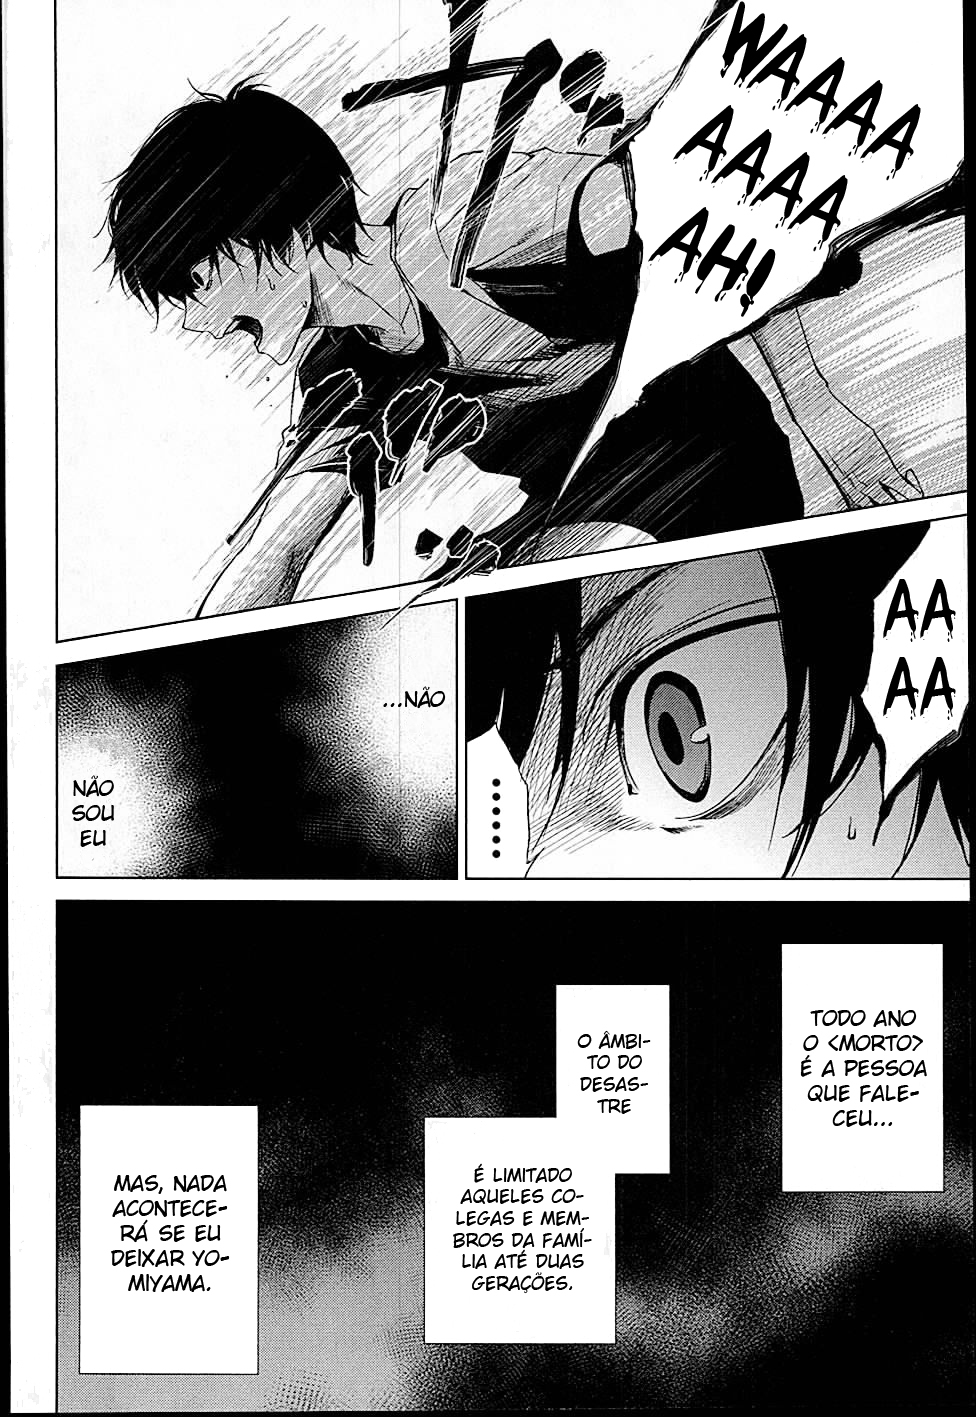 WAAAA
AAAA
AH!
AA
AA
......
...NÃO
NÃO
SOU
EU
TODO ANO
O <MORTO>
É A PESSOA
QUE FALE-
CEU...
O ÂMBI-
TO DO
DESAS-
TRE
É LIMITADO
AQUELES CO-
LEGAS E MEM-
BROS DA FAMÍ-
LIA ATÉ DUAS
GERAÇÕES.
MAS, NADA
ACONTECE-
RÁ SE EU
DEIXAR YO-
MIYAMA.